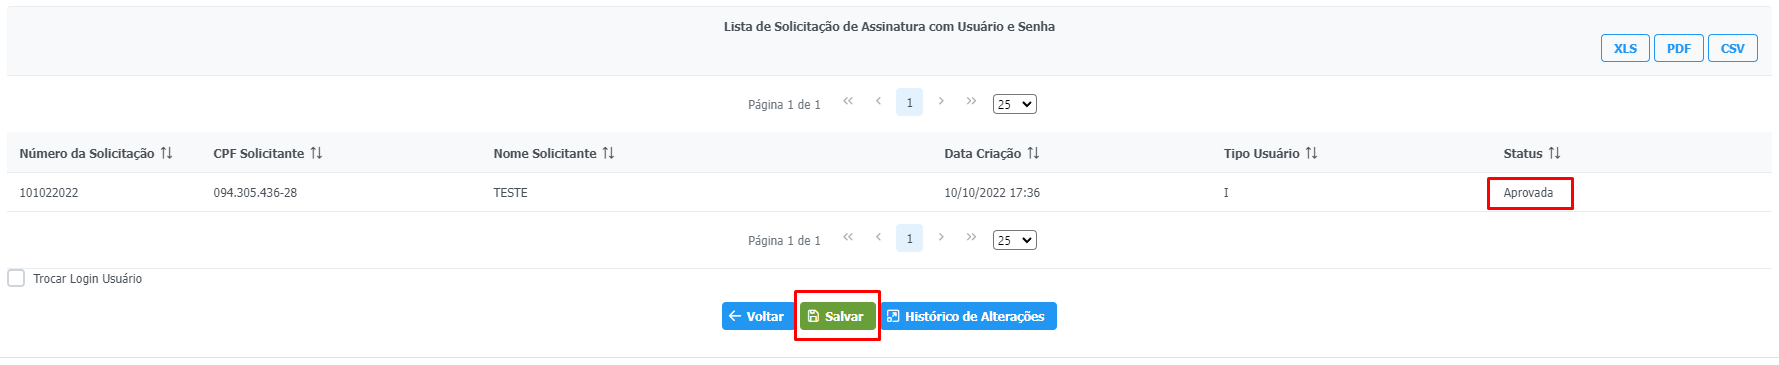 Lista de Solicitação de Assinatura com Usuário e Senha
XLS PDF CSV
Página 1 de 1 1 25
Número da Solicitação CPF Solicitante Nome Solicitante Data Criação Tipo Usuário Status
101022022 094.305.436-28 TESTE 10/10/2022 17:36 I Aprovada
Página 1 de 1 1 25
Trocar Login Usuário
Voltar Salvar Histórico de Alterações